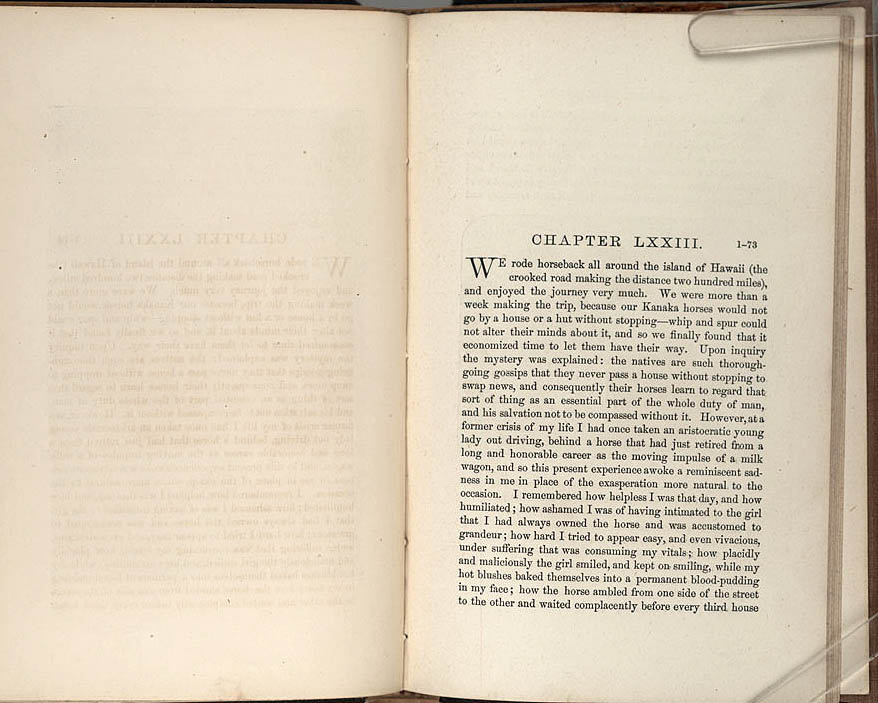 CHAPTER LXXIII. 1–73
WE rode horseback all around the island of Hawaii (the
crooked road making the distance two hundred miles),
and enjoyed the journey very much. We were more than a
week making the trip, because our Kanaka horses would not
go by a house or a hut without stopping—whip and spur could
not alter their minds about it, and so we finally found that it
economized time to let them have their way. Upon inquiry
the mystery was explained: the natives are such thorough-
going gossips that they never pass a house without stopping to
swap news, and consequently their horses learn to regard that
sort of thing as an essential part of the whole duty of man,
and his salvation not to be compassed without it. However, at a
former crisis of my life I had once taken an aristocratic young
lady out driving, behind a horse that had just retired from a
long and honorable career as the moving impulse of a milk
wagon, and so this present experience awoke a reminiscent sad-
ness in me in place of the exasperation more natural to the
occasion. I remembered how helpless I was that day, and how
humiliated; how ashamed I was of having intimated to the girl
that I had always owned the horse and was accustomed to
grandeur; how hard I tried to appear easy, and even vivacious,
under suffering that was consuming my vitals; how placidly
and maliciously the girl smiled, and kept on smiling, while my
hot blushes baked themselves into a permanent blood-pudding
in my face; how the horse ambled from one side of the street
to the other and waited complacently before every third house